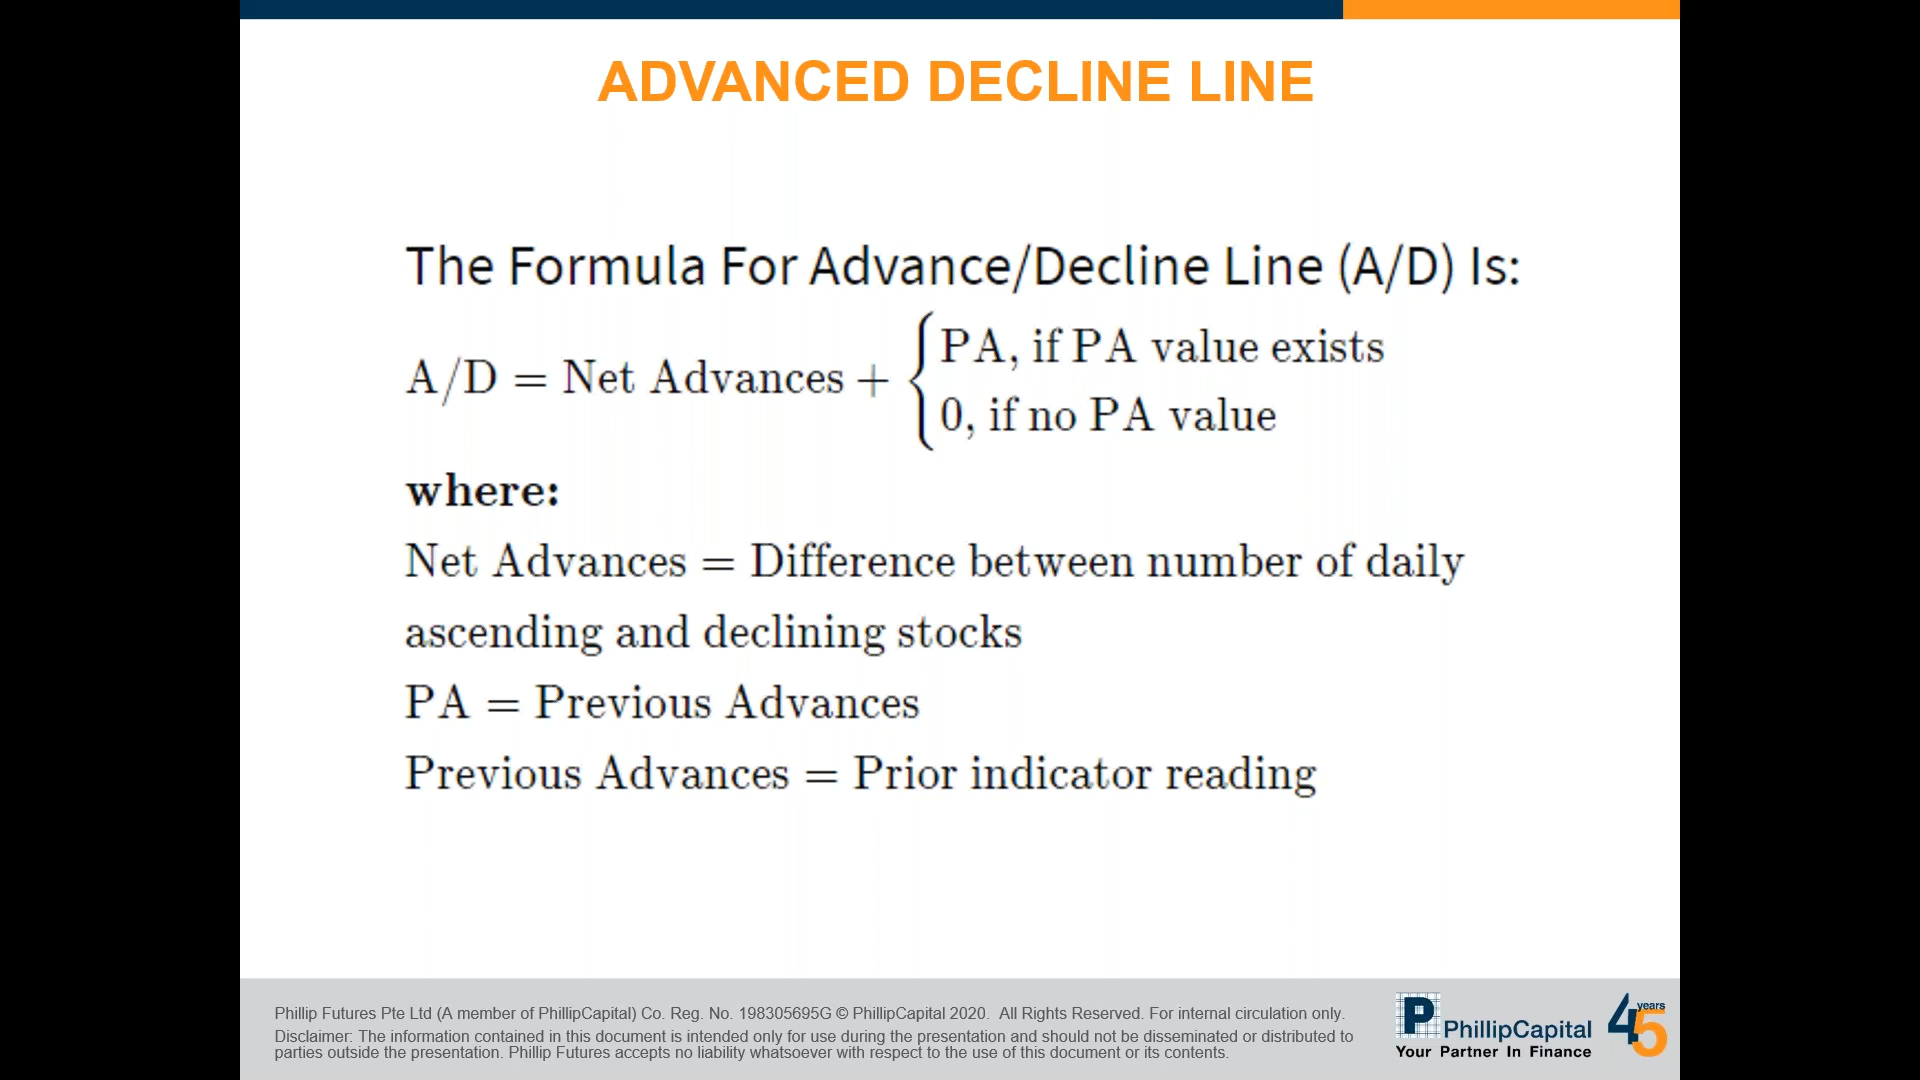 ADVANCED DECLINE LINE
The Formula For Advance/Decline Line (A/D) Is:
A/D = Net Advances + { PA, if PA value exists
0, if no PA value
where:
Net Advances = Difference between number of daily
ascending and declining stocks
PA = Previous Advances
Previous Advances = Prior indicator reading
Phillip Futures Pte Ltd (A member of PhillipCapital) Co. Reg. No. 198305695G © PhillipCapital 2020. All Rights Reserved. For internal circulation only.
Disclaimer: The information contained in this document is intended only for use during the presentation and should not be disseminated or distributed to
parties outside the presentation. Phillip Futures accepts no liability whatsoever with respect to the use of this document or its contents.
P PhillipCapital
Your Partner In Finance
45 years